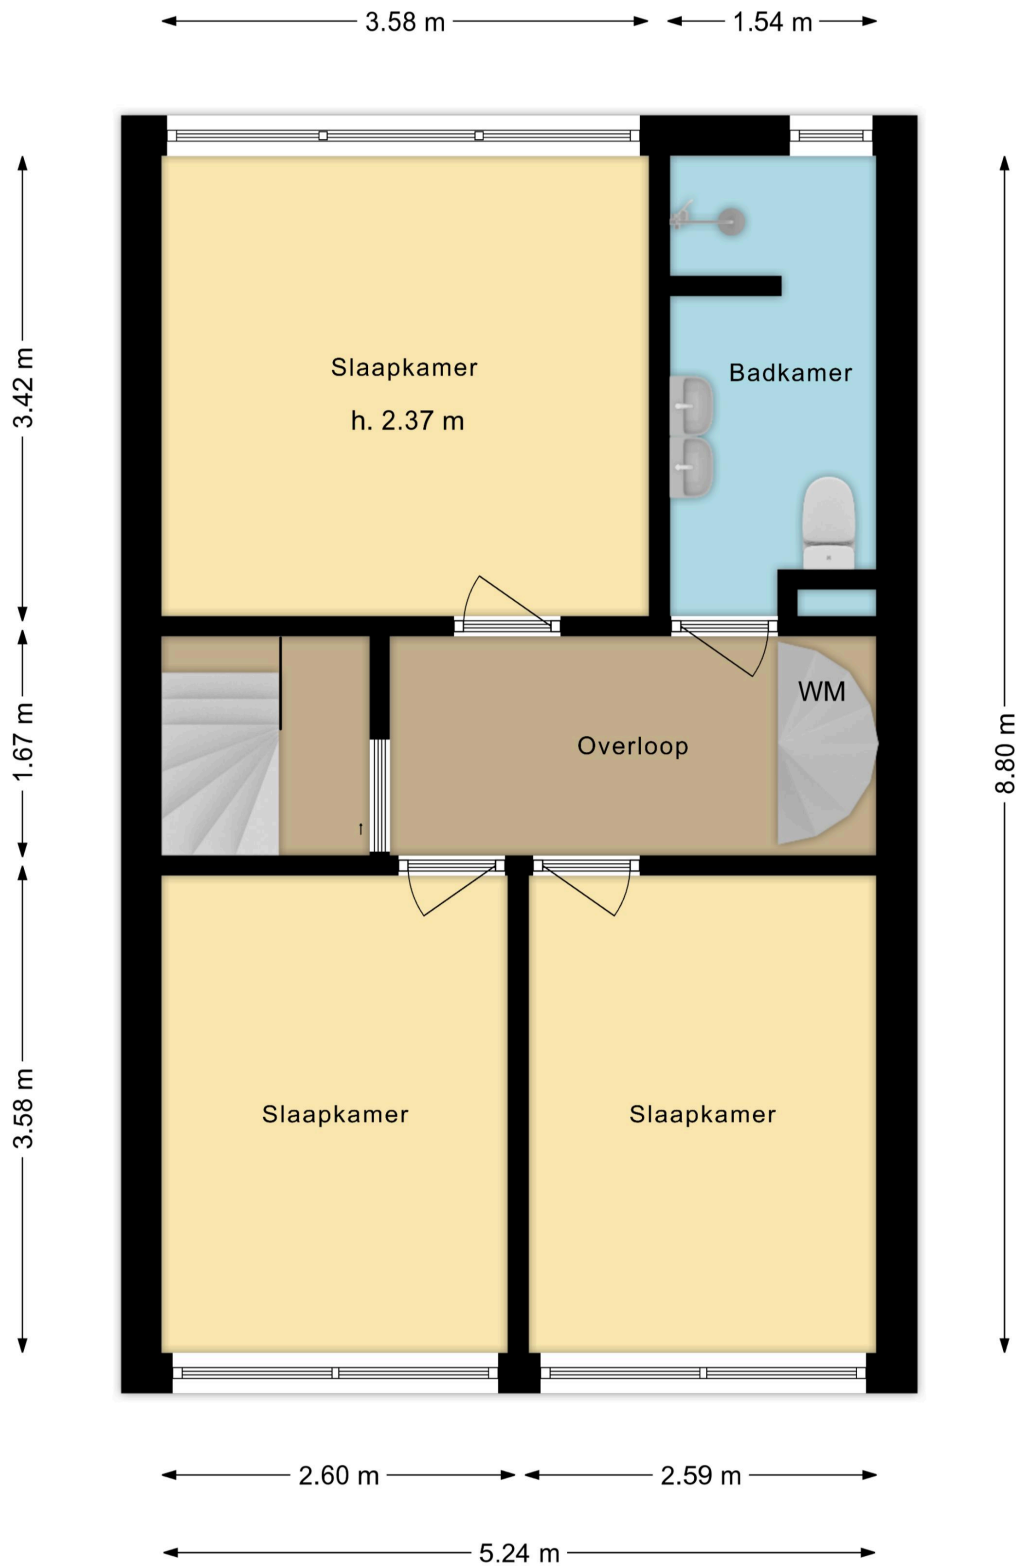 3.58 m
1.54 m
3.42 m
Slaapkamer
h. 2.37 m
Badkamer
1.67 m
WM
Overloop
↑
8.80 m
3.58 m
Slaapkamer
Slaapkamer
2.60 m
2.59 m
5.24 m